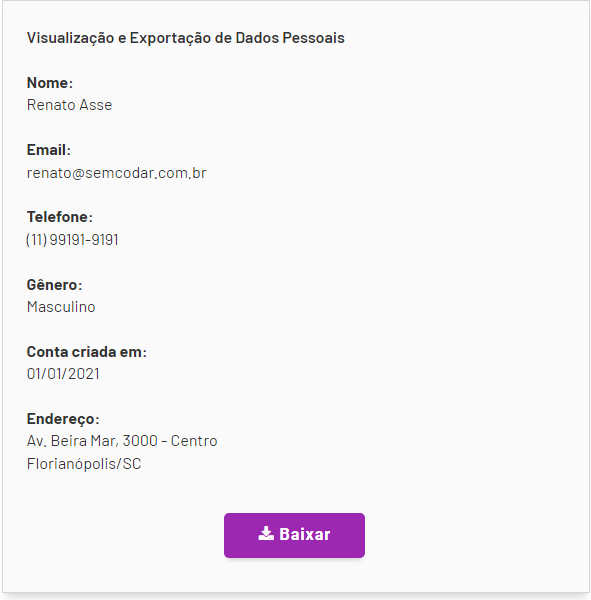 Visualização e Exportação de Dados Pessoais
Nome:
Renato Asse
Email:
renato@semcodar.com.br
Telefone:
(11) 99191-9191
Gênero:
Masculino
Conta criada em:
01/01/2021
Endereço:
Av. Beira Mar, 3000 - Centro
Florianópolis/SC
Baixar